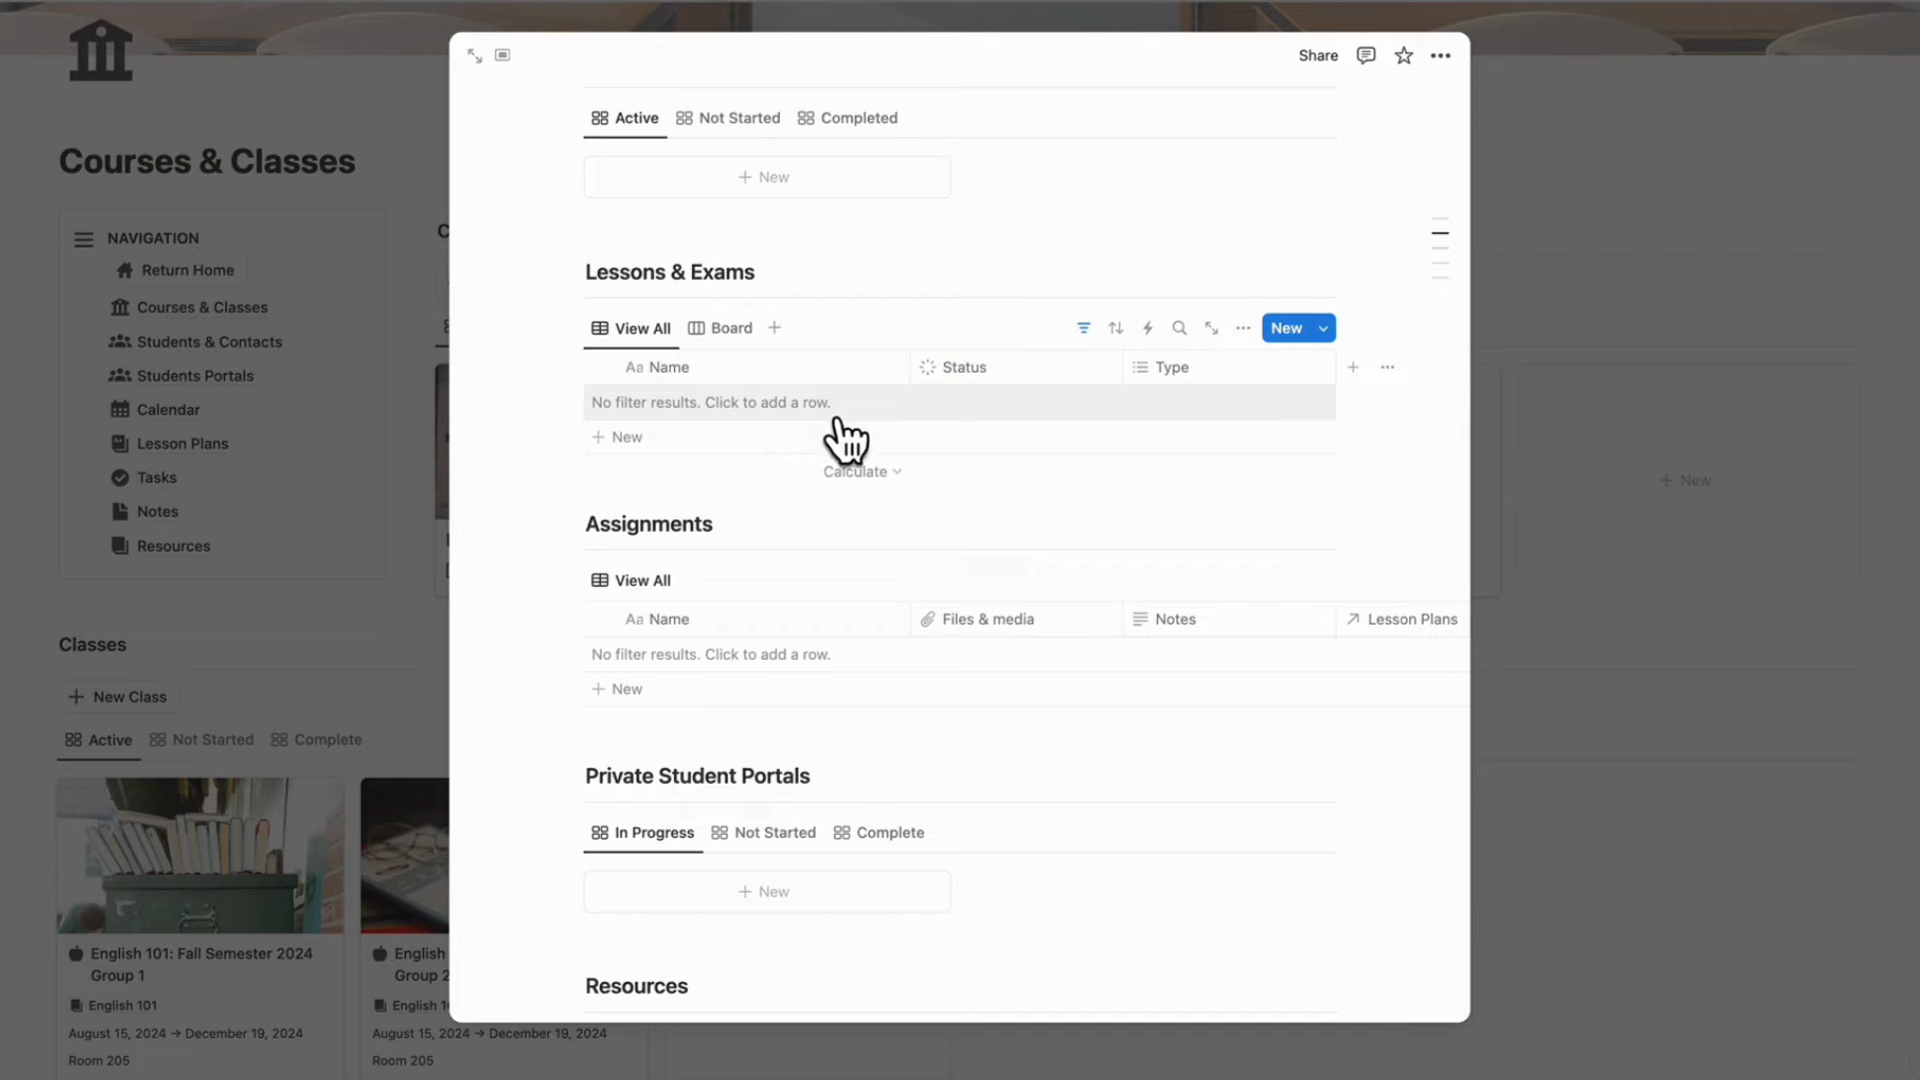 Courses & Classes
NAVIGATION
Return Home
Courses & Classes
Students & Contacts
Students Portals
Calendar
Lesson Plans
Tasks
Notes
Resources
Classes
New Class
Active Not Started Complete
English 101: Fall Semester 2024
Group 1
English 101
August 15, 2024 → December 19, 2024
Room 205
English
Group 2
August 15, 2024 → December 19, 2024
Room 205
Share
Active Not Started Completed
+ New
Lessons & Exams
View All Board +
New
Aa Name Status Type
No filter results. Click to add a row.
+ New
Calculate
Assignments
View All
Aa Name Files & media Notes Lesson Plans
No filter results. Click to add a row.
+ New
Private Student Portals
In Progress Not Started Complete
+ New
Resources
+ New